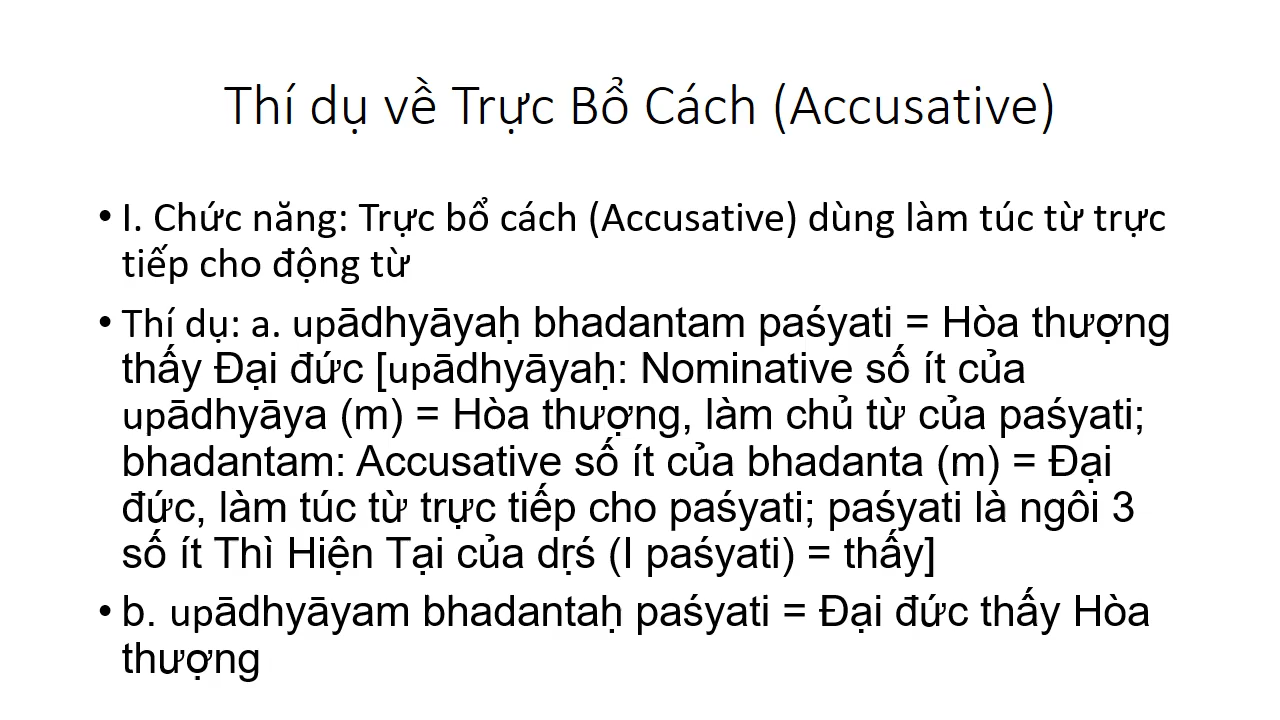 Thí dụ về Trực Bổ Cách (Accusative)
• I. Chức năng: Trực bổ cách (Accusative) dùng làm túc từ trực
tiếp cho động từ
• Thí dụ: a. upādhyāyaḥ bhadantam paśyati = Hòa thượng
thấy Đại đức [upādhyāyaḥ: Nominative số ít của
upādhyāya (m) = Hòa thượng, làm chủ từ của paśyati;
bhadantam: Accusative số ít của bhadanta (m) = Đại
đức, làm túc từ trực tiếp cho paśyati; paśyati là ngôi 3
số ít Thì Hiện Tại của dṛś (I paśyati) = thấy]
• b. upādhyāyam bhadantaḥ paśyati = Đại đức thấy Hòa
thượng